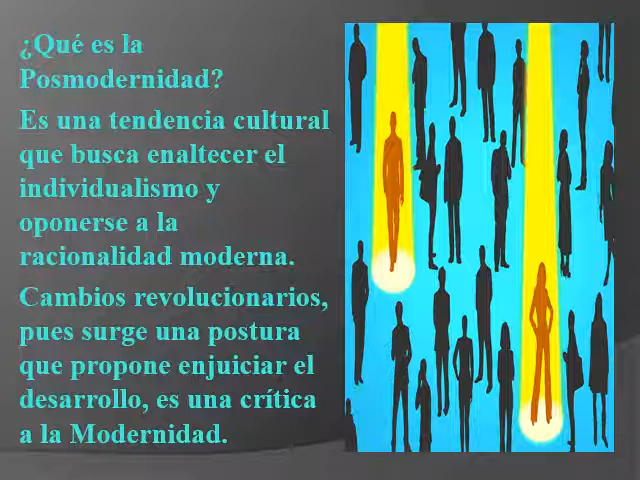 ¿Qué es la
Posmodernidad?
Es una tendencia cultural
que busca enaltecer el
individualismo y
oponerse a la
racionalidad moderna.
Cambios revolucionarios,
pues surge una postura
que propone enjuiciar el
desarrollo, es una crítica
a la Modernidad.